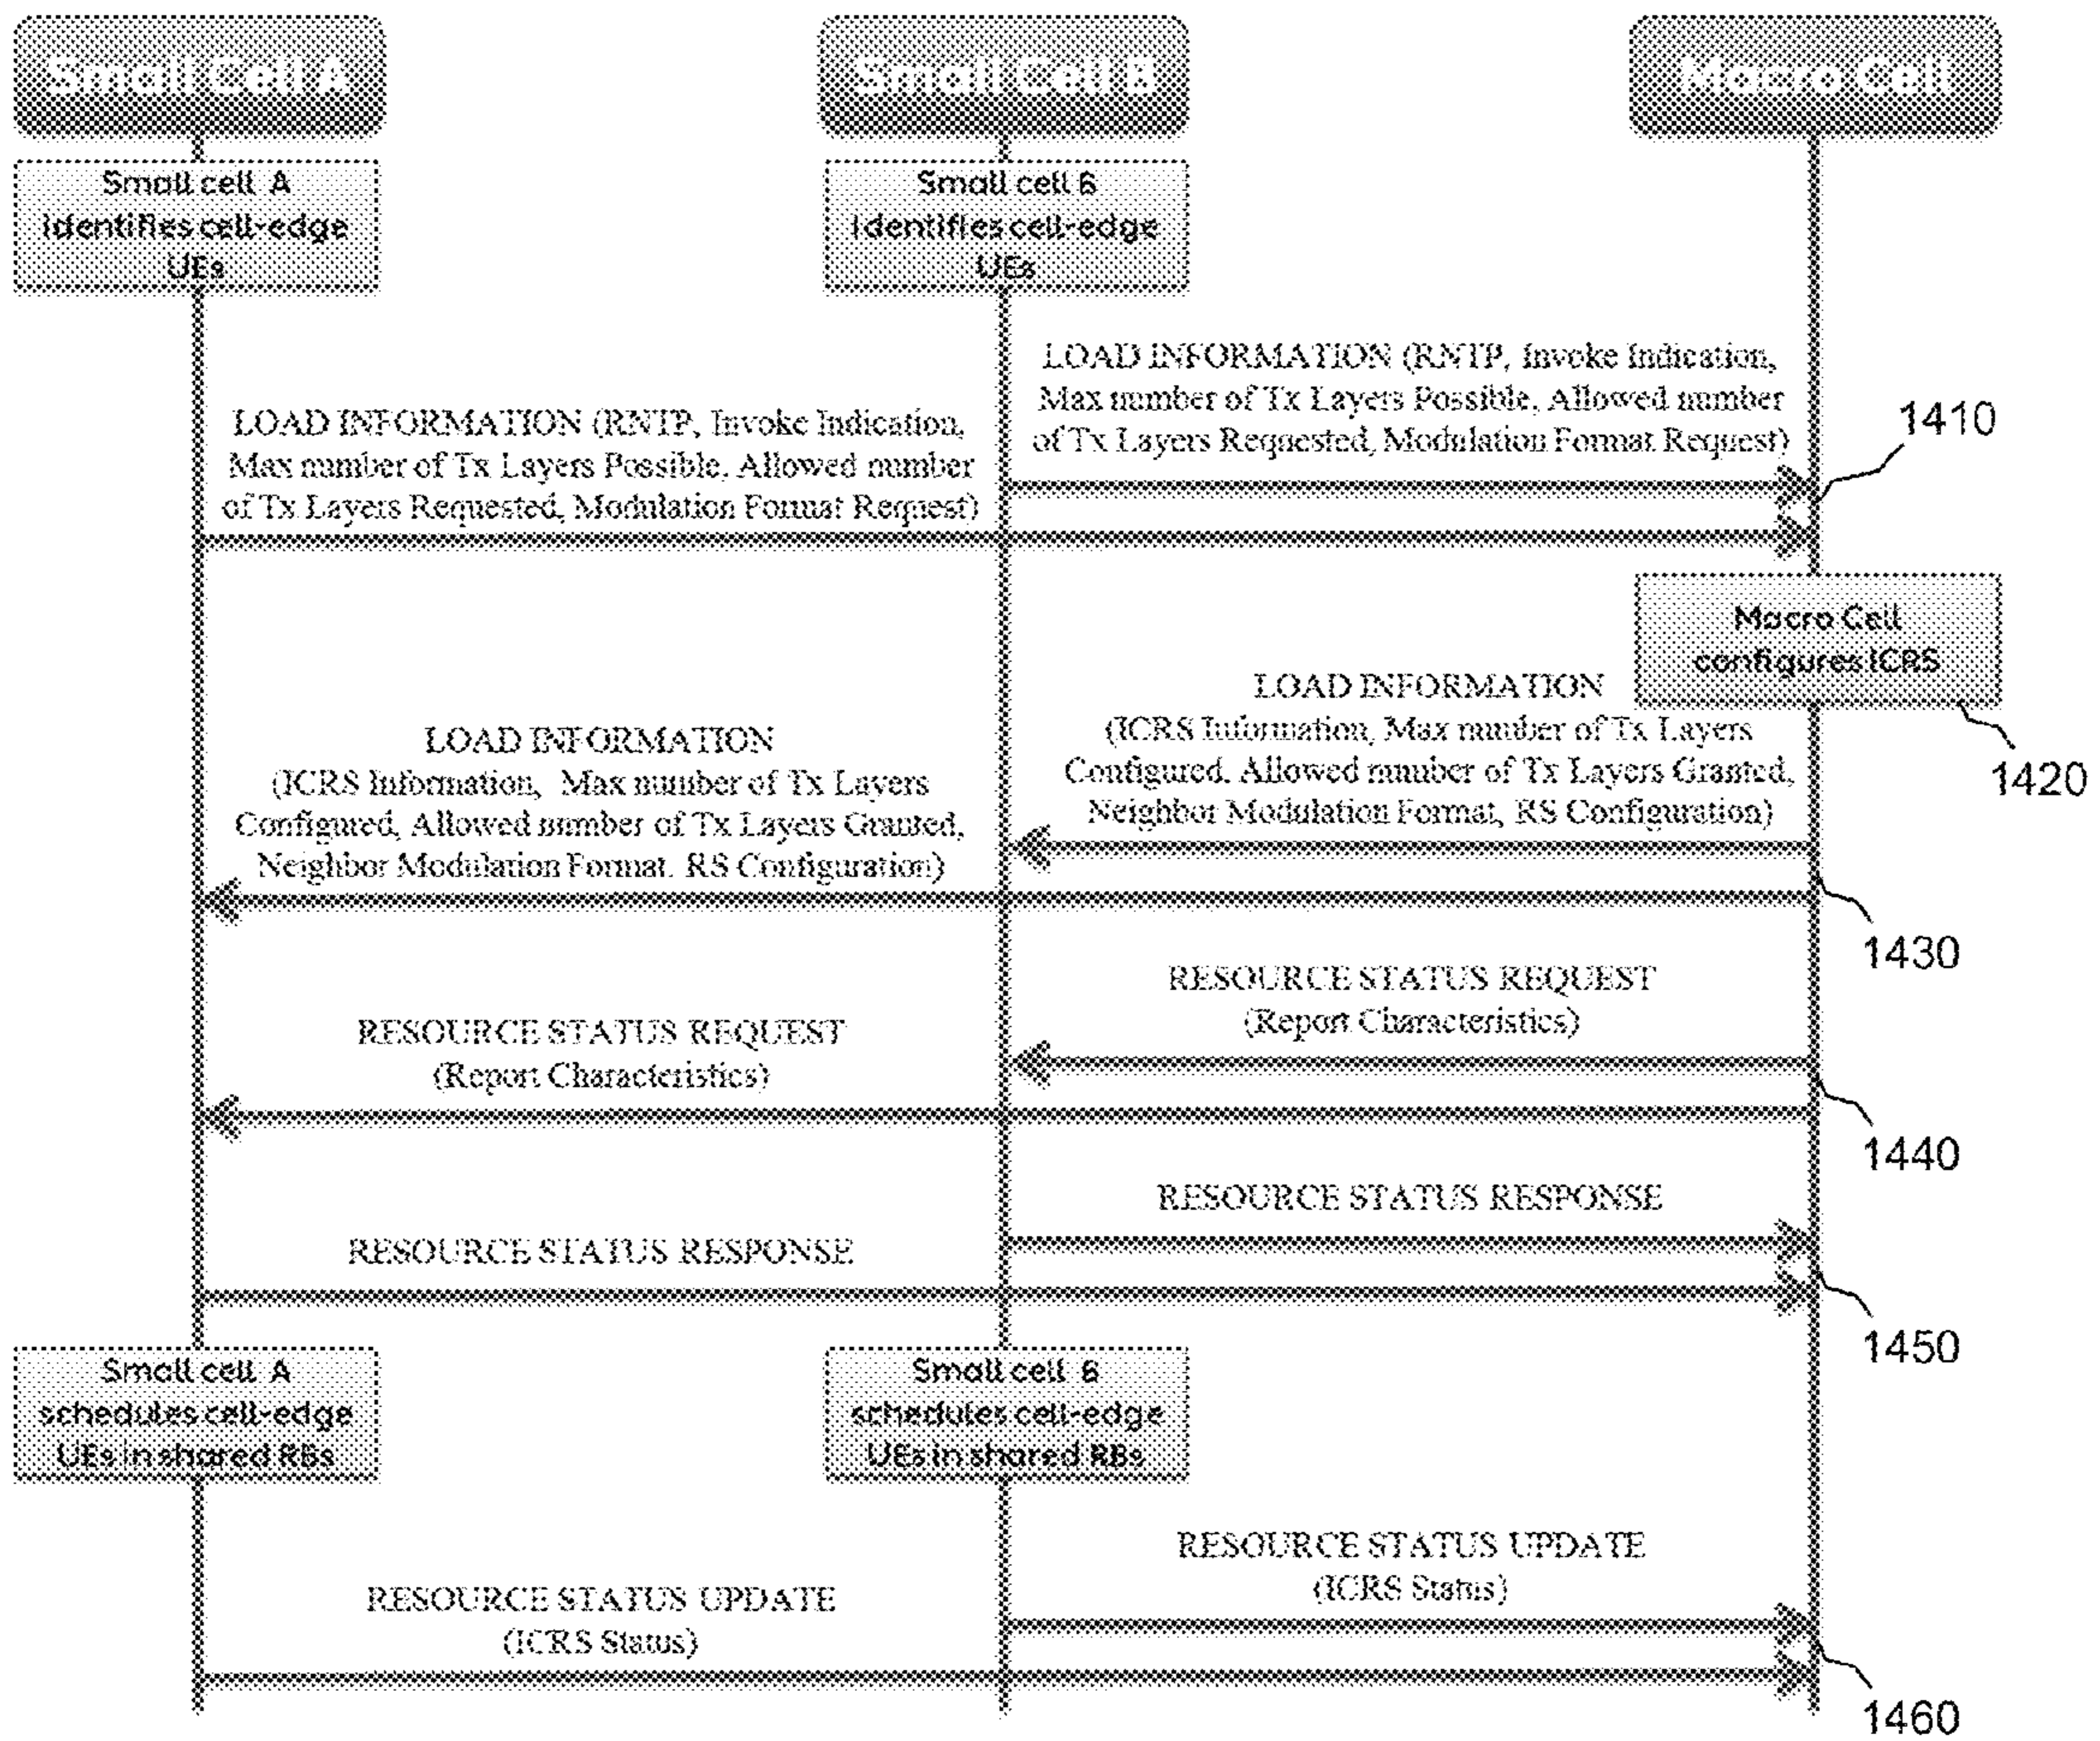 Small Cell A
Small Cell B
Macro Cell
Small cell A
identifies cell-edge
UEs
Small cell B
identifies cell-edge
UEs
LOAD INFORMATION (RNTP, Invoke Indication,
Max number of Tx Layers Possible, Allowed number
of Tx Layers Requested, Modulation Format Request)
1410
LOAD INFORMATION (RNTP, Invoke Indication,
Max number of Tx Layers Possible, Allowed number
of Tx Layers Requested, Modulation Format Request)
Macro Cell
configures ICRS
1420
LOAD INFORMATION
(ICRS Information, Max number of Tx Layers
Configured, Allowed number of Tx Layers Granted,
Neighbor Modulation Format, RS Configuration)
LOAD INFORMATION
(ICRS Information, Max number of Tx Layers
Configured, Allowed number of Tx Layers Granted,
Neighbor Modulation Format, RS Configuration)
1430
RESOURCE STATUS REQUEST
(Report Characteristics)
RESOURCE STATUS REQUEST
(Report Characteristics)
1440
RESOURCE STATUS RESPONSE
RESOURCE STATUS RESPONSE
1450
Small cell A
schedules cell-edge
UEs in shared RBs
Small cell B
schedules cell-edge
UEs in shared RBs
RESOURCE STATUS UPDATE
(ICRS Status)
RESOURCE STATUS UPDATE
(ICRS Status)
1460